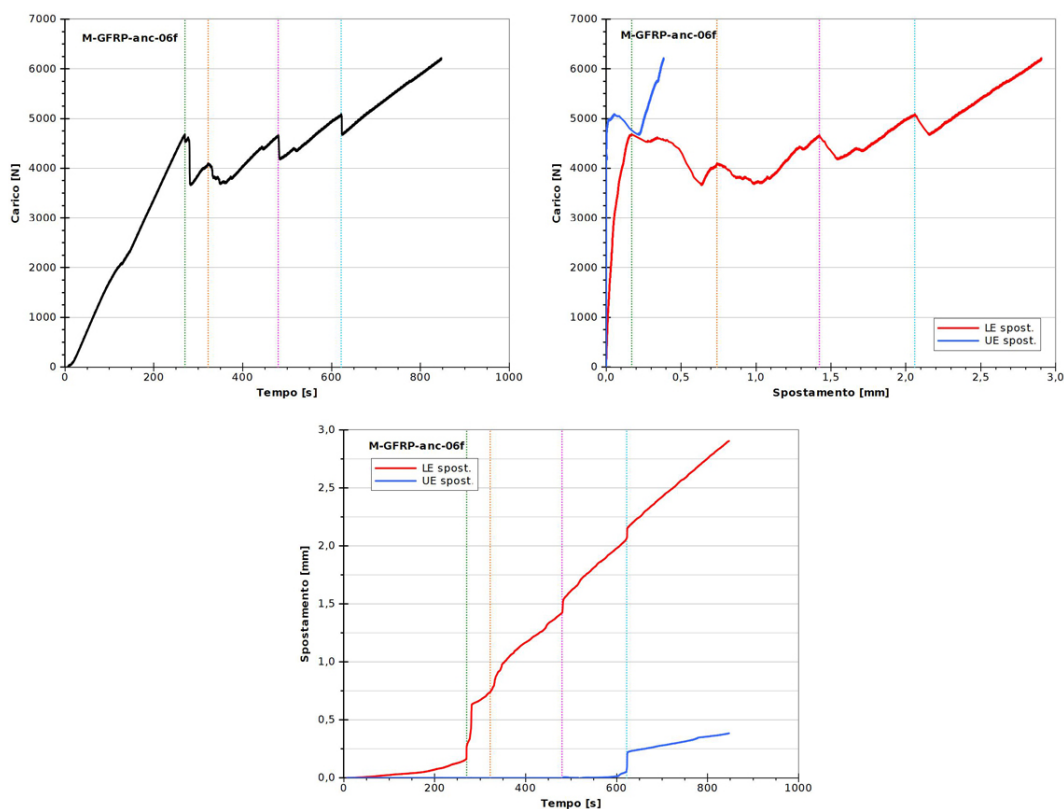 M-GFRP-anc-06f
Carico [N]
7000
6000
5000
4000
3000
2000
1000
0
0 200 400 600 800 1000
Tempo [s]
M-GFRP-anc-06f
Carico [N]
7000
6000
5000
4000
3000
2000
1000
0
LE spost.
UE spost.
0,0 0,5 1,0 1,5 2,0 2,5 3,0
Spostamento [mm]
M-GFRP-anc-06f
LE spost.
UE spost.
Spostamento [mm]
3,0
2,5
2,0
1,5
1,0
0,5
0,0
0 200 400 600 800 1000
Tempo [s]